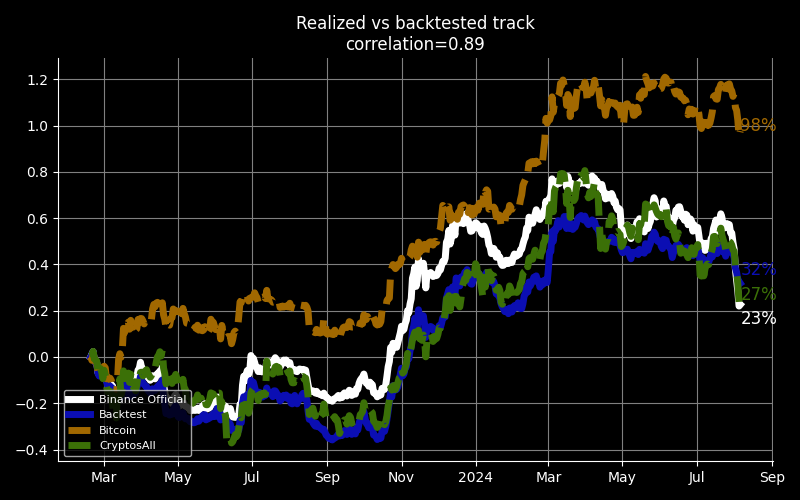 Realized vs backtested track
correlation=0.89
1.2
1.0
0.8
0.6
0.4
0.2
0.0
−0.2
−0.4
98%
32%
27%
23%
Binance Official
Backtest
Bitcoin
CryptosAll
Mar May Jul Sep Nov 2024 Mar May Jul Sep